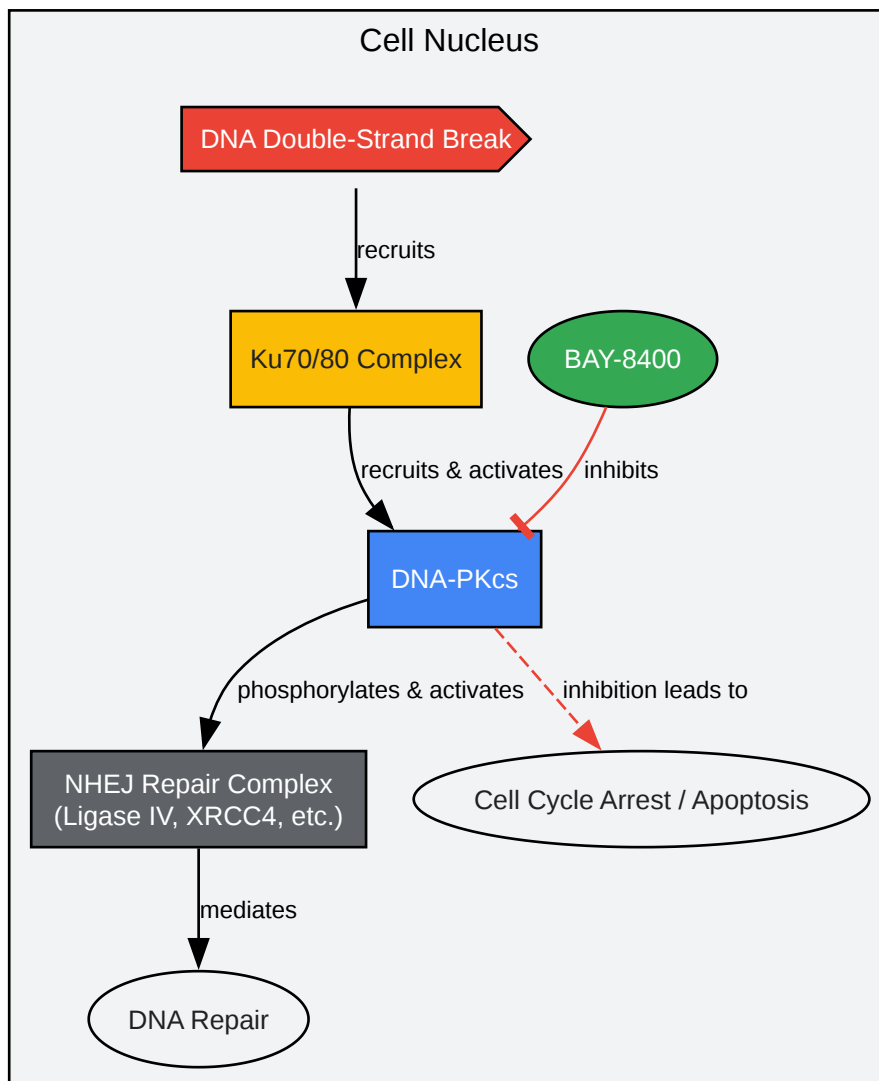 Cell Nucleus
DNA Double-Strand Break
recruits
Ku70/80 Complex
BAY-8400
recruits & activates
inhibits
DNA-PKcs
phosphorylates & activates
inhibition leads to
NHEJ Repair Complex
(Ligase IV, XRCC4, etc.)
Cell Cycle Arrest / Apoptosis
mediates
DNA Repair